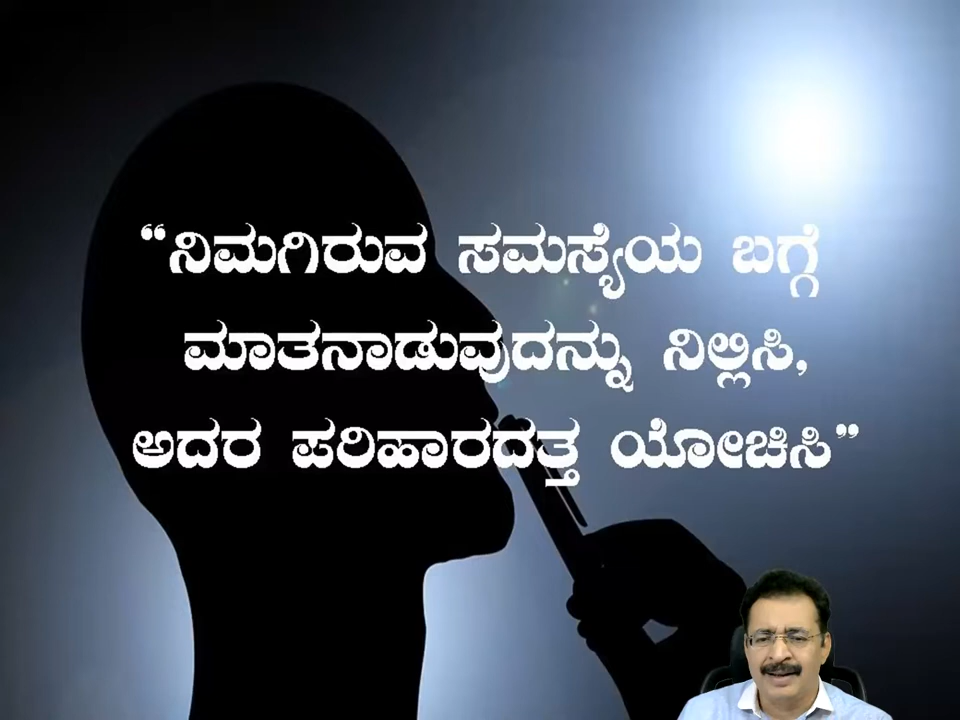 “ನಿಮಗಿರುವ ಸಮಸ್ಯೆಯ ಬಗ್ಗೆ
ಮಾತನಾಡುವುದನ್ನು ನಿಲ್ಲಿಸಿ,
ಅದರ ಪರಿಹಾರದತ್ತ ಯೋಚಿಸಿ”